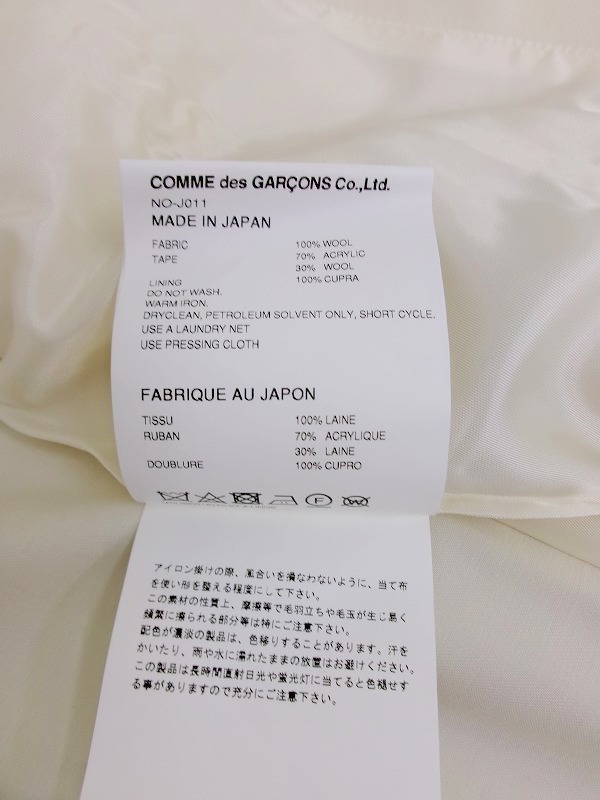 COMME des GARÇONS Co.,Ltd.
NO-J011
MADE IN JAPAN
FABRIC 100% WOOL
TAPE 70% ACRYLIC
30% WOOL
LINING 100% CUPRA
DO NOT WASH.
WARM IRON.
DRYCLEAN, PETROLEUM SOLVENT ONLY, SHORT CYCLE.
USE A LAUNDRY NET
USE PRESSING CLOTH
FABRIQUE AU JAPON
TISSU 100% LAINE
RUBAN 70% ACRYLIQUE
30% LAINE
DOUBLURE 100% CUPRO
F W
アイロン掛けの際、風合いを損なわないように、当て布
を使い形を整える程度にして下さい。
この素材の性質上、摩擦等で毛羽立ちや毛玉が生じ易く
頻繁に擦られる部分等は特にご注意下さい。
配色が濃淡の製品は、色移りすることがあります。汗を
かいたり、雨や水に濡れたままの放置はお避けください。
この製品は長時間直射日光や蛍光灯に当てると色褪せす
る事がありますので充分にご注意下さい。